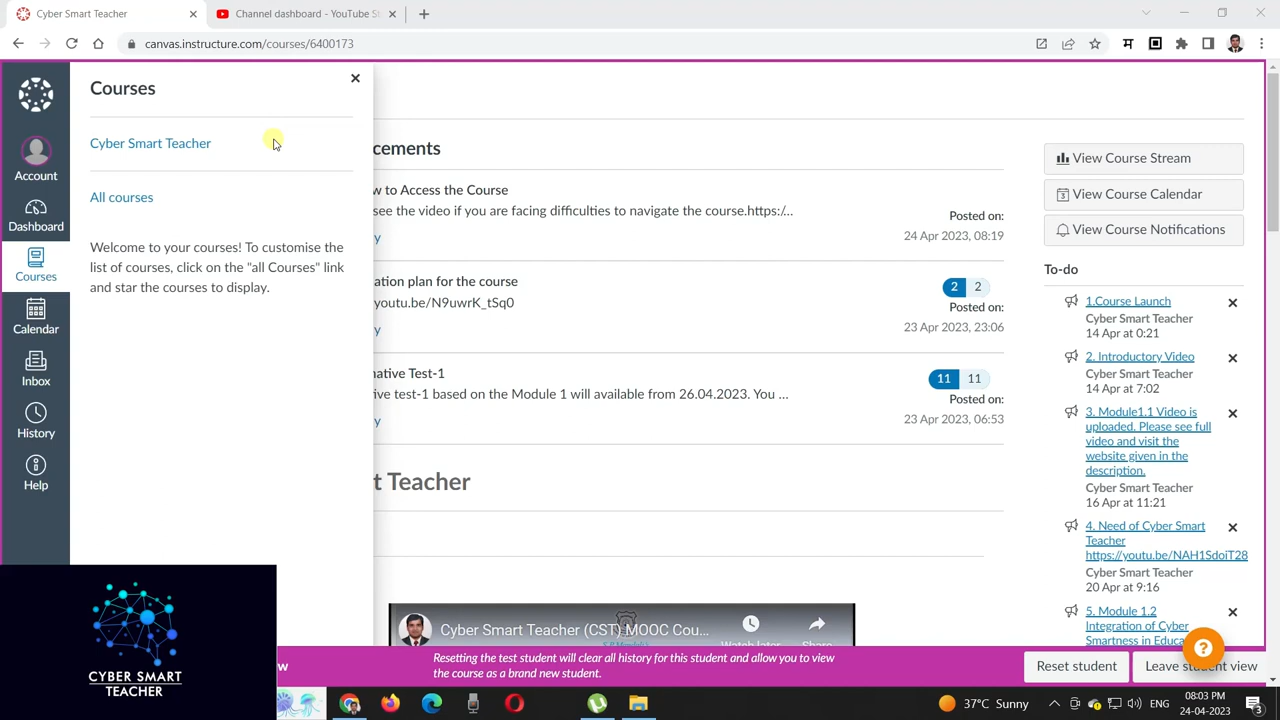 Cyber Smart Teacher
Channel dashboard - YouTube S
canvas.instructure.com/courses/6400173
Account
Dashboard
Courses
Calendar
Inbox
History
Help
Courses
Cyber Smart Teacher
All courses
Welcome to your courses! To customise the
list of courses, click on the "all Courses" link
and star the courses to display.
cements
w to Access the Course
see the video if you are facing difficulties to navigate the course.https:/...
Posted on:
24 Apr 2023, 08:19
ation plan for the course
youtu.be/N9uwrK_tSq0
2 2
Posted on:
23 Apr 2023, 23:06
native Test-1
ive test-1 based on the Module 1 will available from 26.04.2023. You ...
11 11
Posted on:
23 Apr 2023, 06:53
t Teacher
Cyber Smart Teacher (CST) MOOC Cou...
Watch later
Share
View Course Stream
View Course Calendar
View Course Notifications
To-do
1.Course Launch
Cyber Smart Teacher
14 Apr at 0:21
2. Introductory Video
Cyber Smart Teacher
14 Apr at 7:02
3. Module1.1 Video is
uploaded. Please see full
video and visit the
website given in the
description.
Cyber Smart Teacher
16 Apr at 11:21
4. Need of Cyber Smart
Teacher
https://youtu.be/NAH1SdoiT28
Cyber Smart Teacher
20 Apr at 9:16
5. Module 1.2
Integration of Cyber
Smartness in Educa
CYBER SMART
TEACHER
Resetting the test student will clear all history for this student and allow you to view
the course as a brand new student.
Reset student
Leave student view
37°C Sunny
ENG
08:03 PM
24-04-2023
3